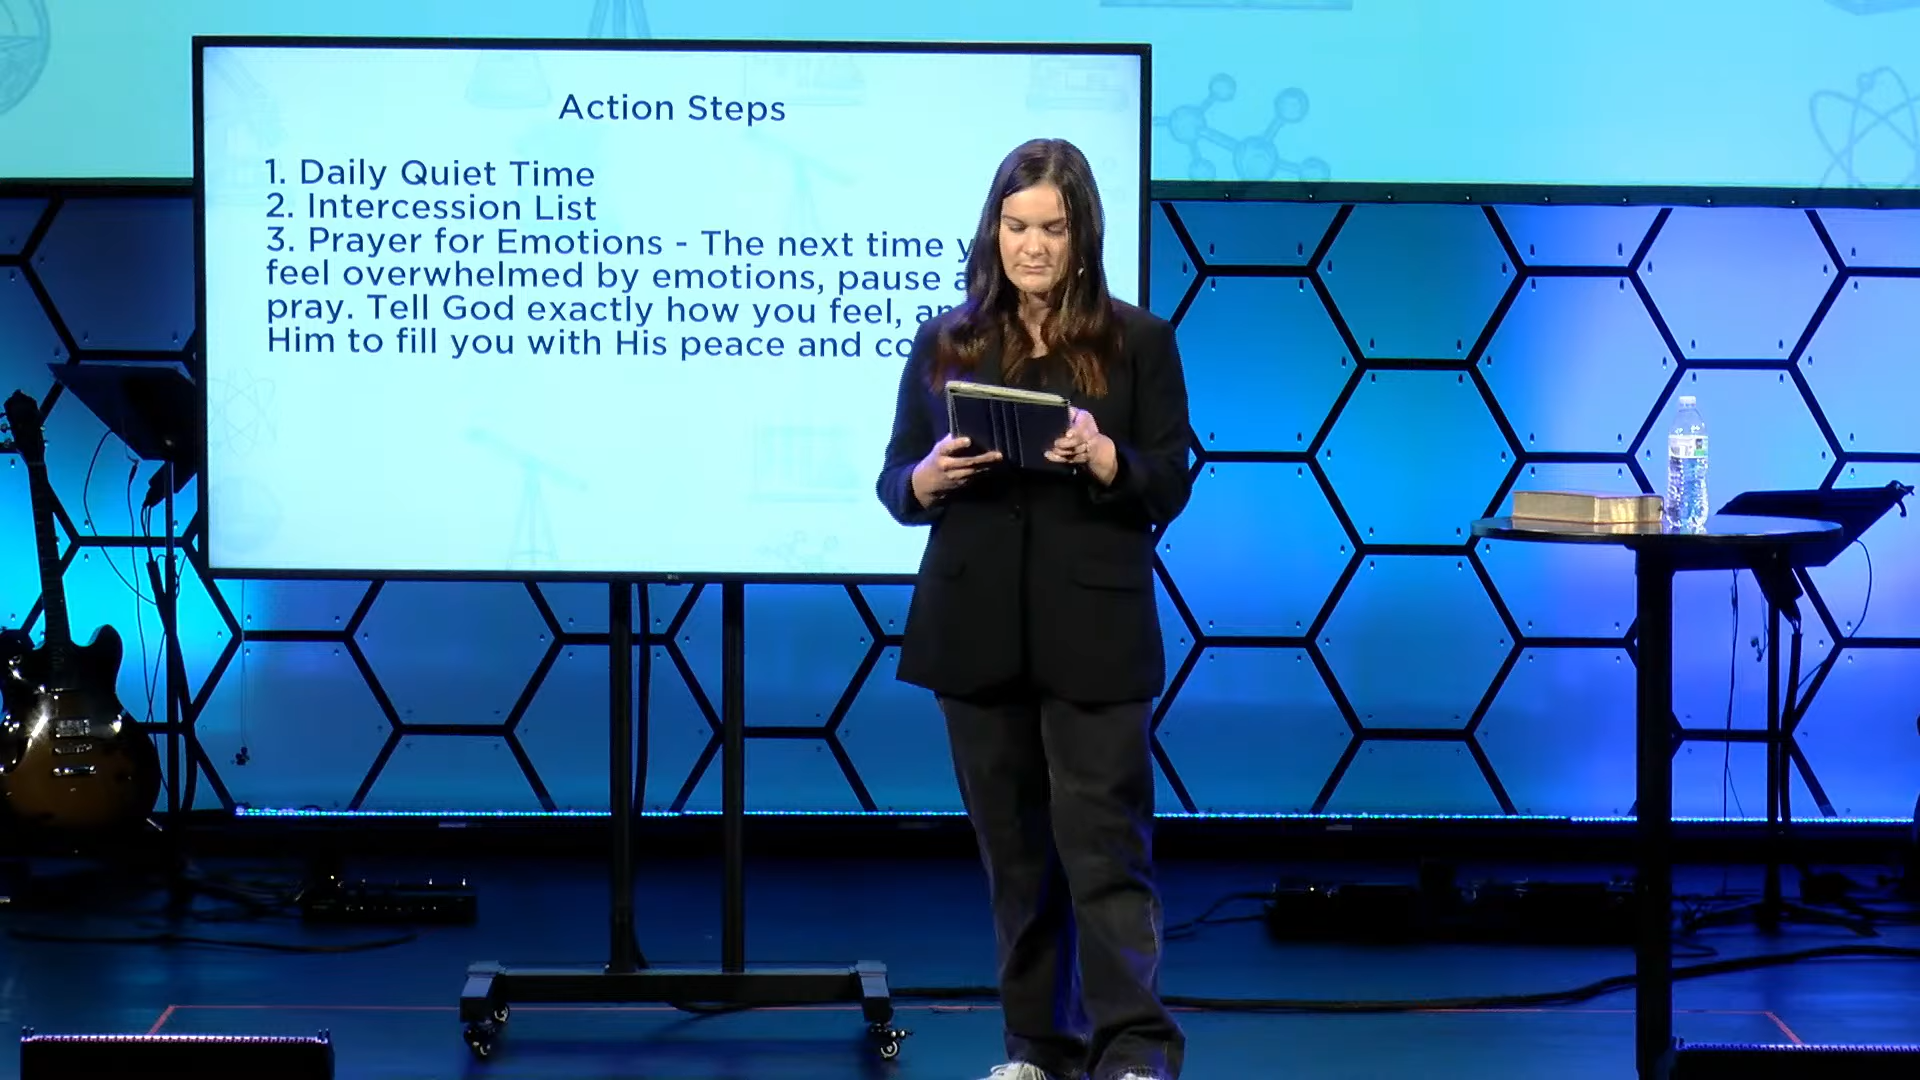 Action Steps
1. Daily Quiet Time
2. Intercession List
3. Prayer for Emotions - The next time
feel overwhelmed by emotions, pause
pray. Tell God exactly how you feel,
Him to fill you with His peace and